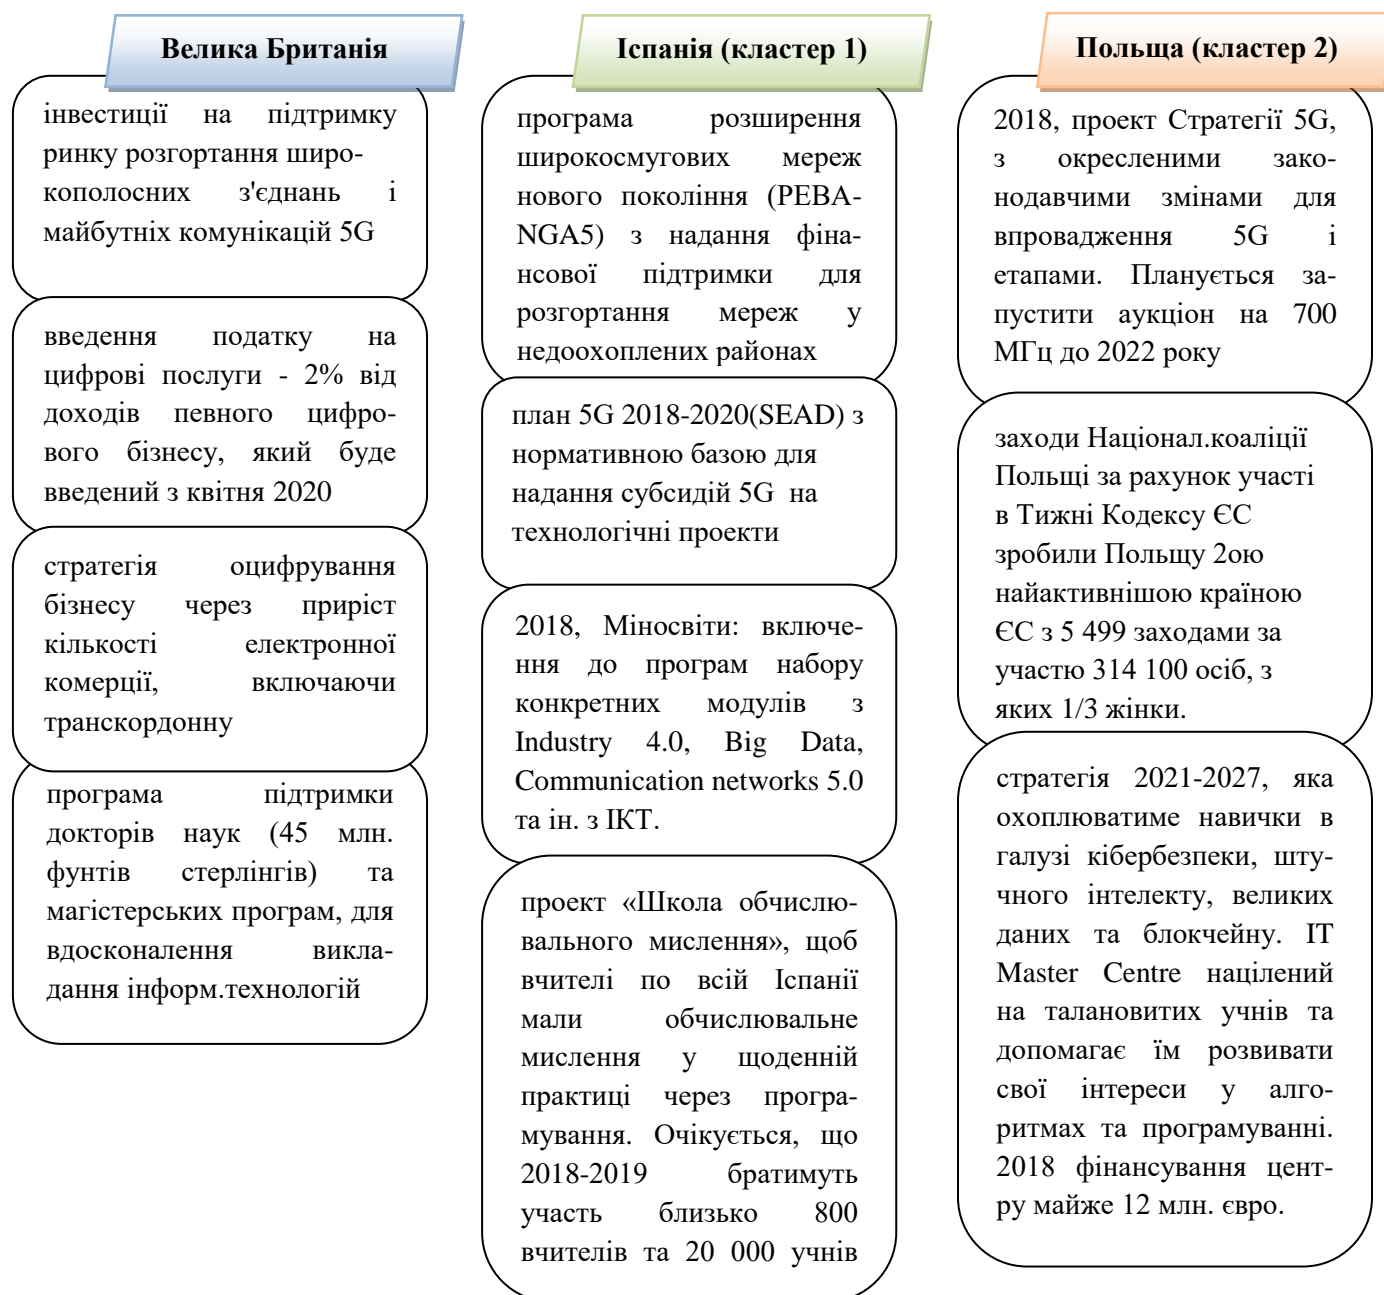 Велика Британія
інвестиції на підтримку
ринку розгортання широ-
кополосних з'єднань і
майбутніх комунікацій 5G
введення податку на
цифрові послуги - 2% від
доходів певного цифро-
вого бізнесу, який буде
введений з квітня 2020
стратегія оцифрування
бізнесу через приріст
кількості електронної
комерції, включаючи
транскордонну
програма підтримки
докторів наук (45 млн.
фунтів стерлінгів) та
магістерських програм, для
вдосконалення викла-
дання інформ.технологій
Іспанія (кластер 1)
програма розширення
широкосмугових мереж
нового покоління (PEBA-
NGA5) з надання фіна-
нсової підтримки для
розгортання мереж у
недоохоплених районах
план 5G 2018-2020(SEAD) з
нормативною базою для
надання субсидій 5G на
технологічні проекти
2018, Міносвіти: включе-
ння до програм набору
конкретних модулів з
Industry 4.0, Big Data,
Communication networks 5.0
та ін. з ІКТ.
проект «Школа обчислю-
вального мислення», щоб
вчителі по всій Іспанії
мали обчислювальне
мислення у щоденній
практиці через програ-
мування. Очікується, що
2018-2019 братимуть
участь близько 800
вчителів та 20 000 учнів
Польща (кластер 2)
2018, проект Стратегії 5G,
з окресленими зако-
нодавчими змінами для
впровадження 5G і
етапами. Планується за-
пустити аукціон на 700
МГц до 2022 року
заходи Націонал.коаліції
Польщі за рахунок участі
в Тижні Кодексу ЄС
зробили Польщу 2ою
найактивнішою країною
ЄС з 5 499 заходами за
участю 314 100 осіб, з
яких 1/3 жінки.
стратегія 2021-2027, яка
охоплюватиме навички в
галузі кібербезпеки, шту-
чного інтелекту, великих
даних та блокчейну. IT
Master Centre націлений
на талановитих учнів та
допомагає їм розвивати
свої інтереси у алго-
ритмах та програмуванні.
2018 фінансування цент-
ру майже 12 млн. євро.